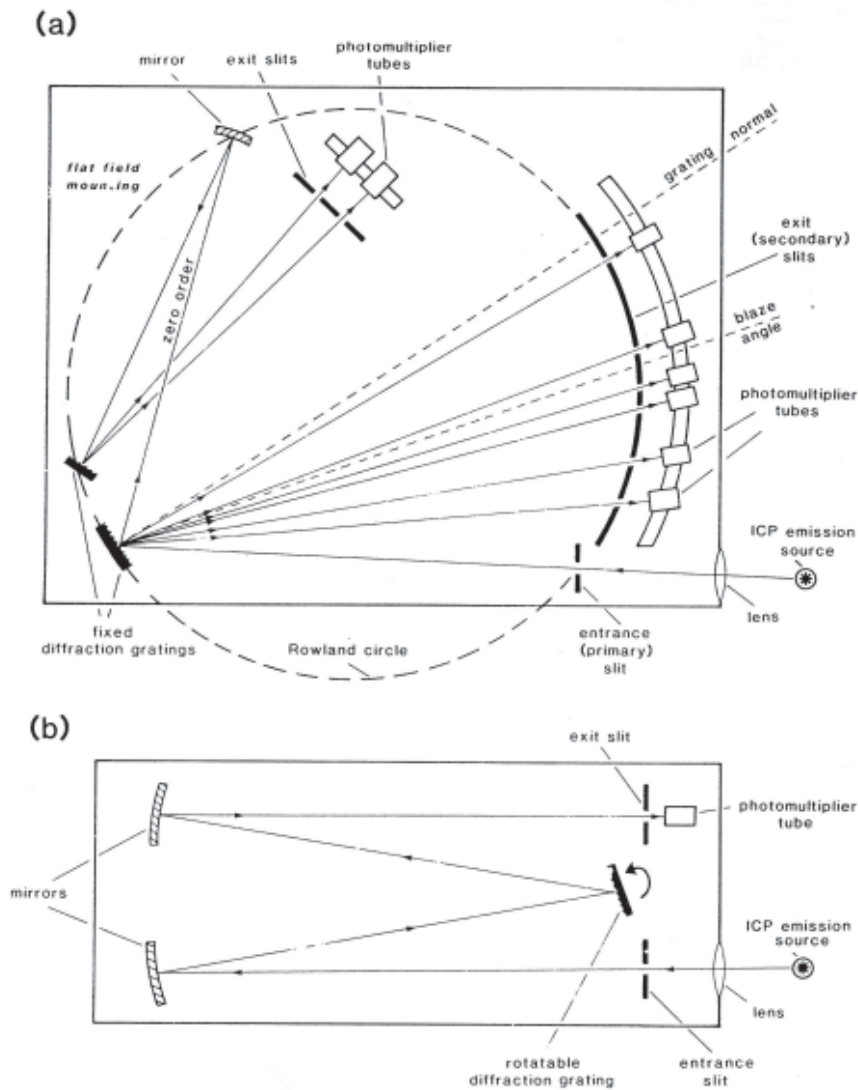 (a)
photomultiplier
tubes
exit slits
mirror
grating normal
flat field
moun.ing
exit
(secondary)
slits
zero order
blaze
angle
photomultiplier
tubes
ICP emission
source
lens
fixed
diffraction gratings
Rowland circle
entrance
(primary)
slit
(b)
exit slit
photomultiplier
tube
mirrors
ICP emission
source
lens
rotatable
diffraction grating
entrance
slit